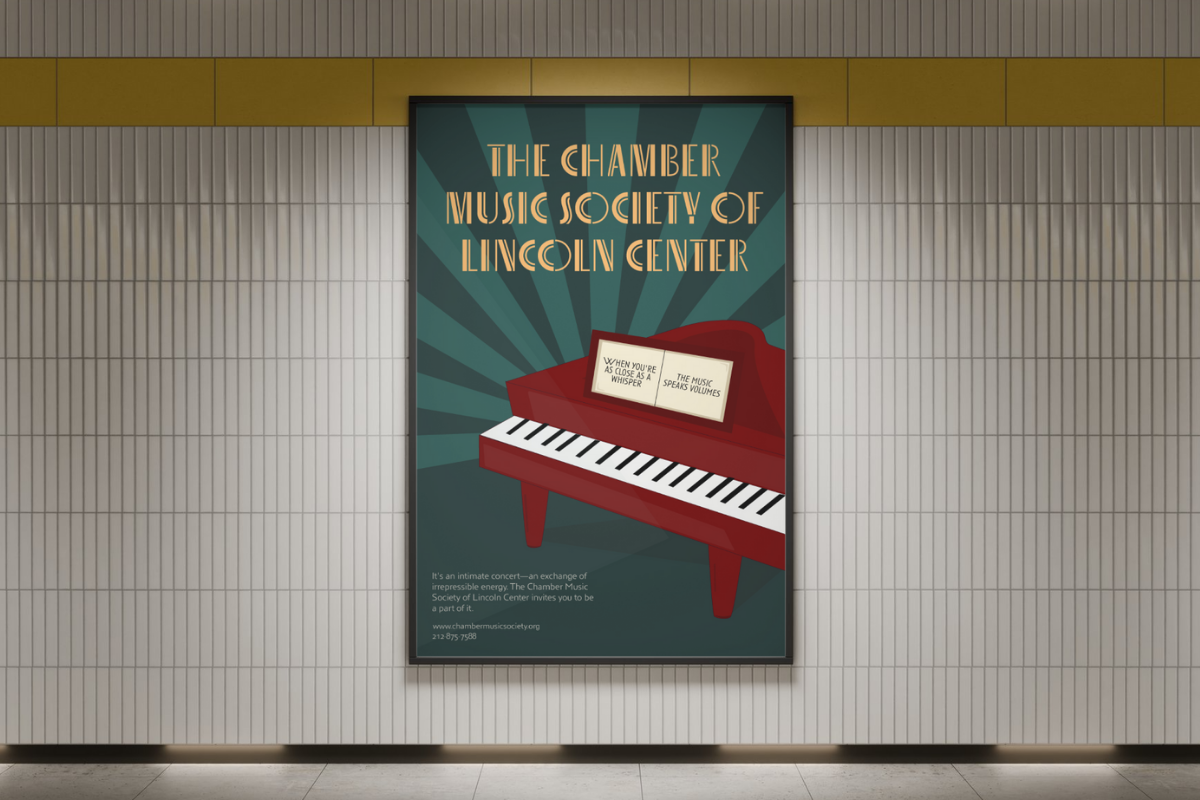 THE CHAMBER
MUSIC SOCIETY OF
LINCOLN CENTER
WHEN YOU'RE
AS CLOSE AS A
WHISPER
THE MUSIC
SPEAKS VOLUMES
It's an intimate concert—an exchange of
irrepressible energy. The Chamber Music
Society of Lincoln Center invites you to be
a part of it.
www.chambermusicsociety.org
212·875·7588